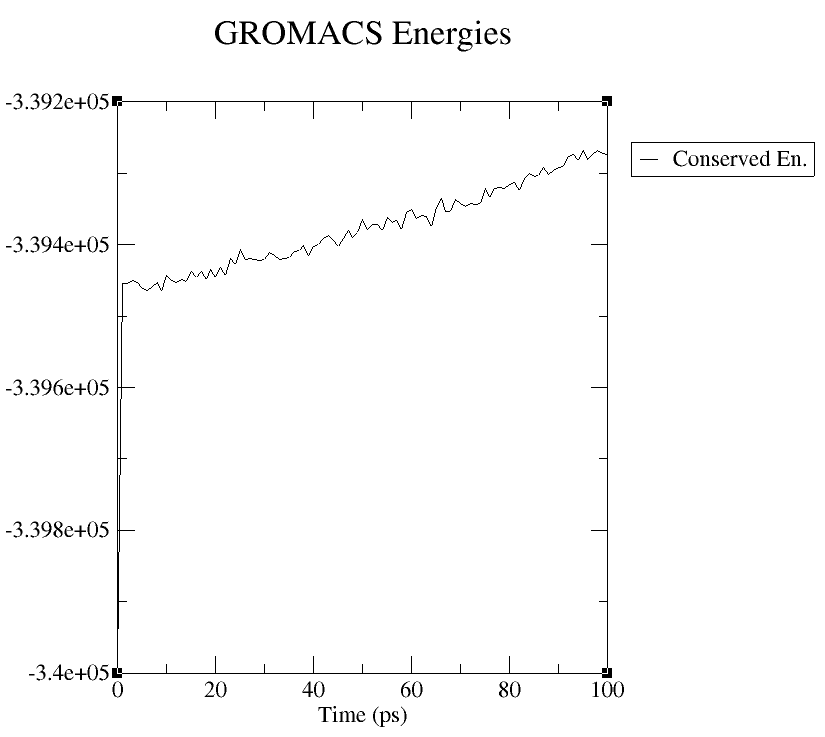 GROMACS Energies
-3.392e+05
Conserved En.
-3.394e+05
-3.396e+05
-3.398e+05
-3.4e+05
0 20 40 60 80 100
Time (ps)